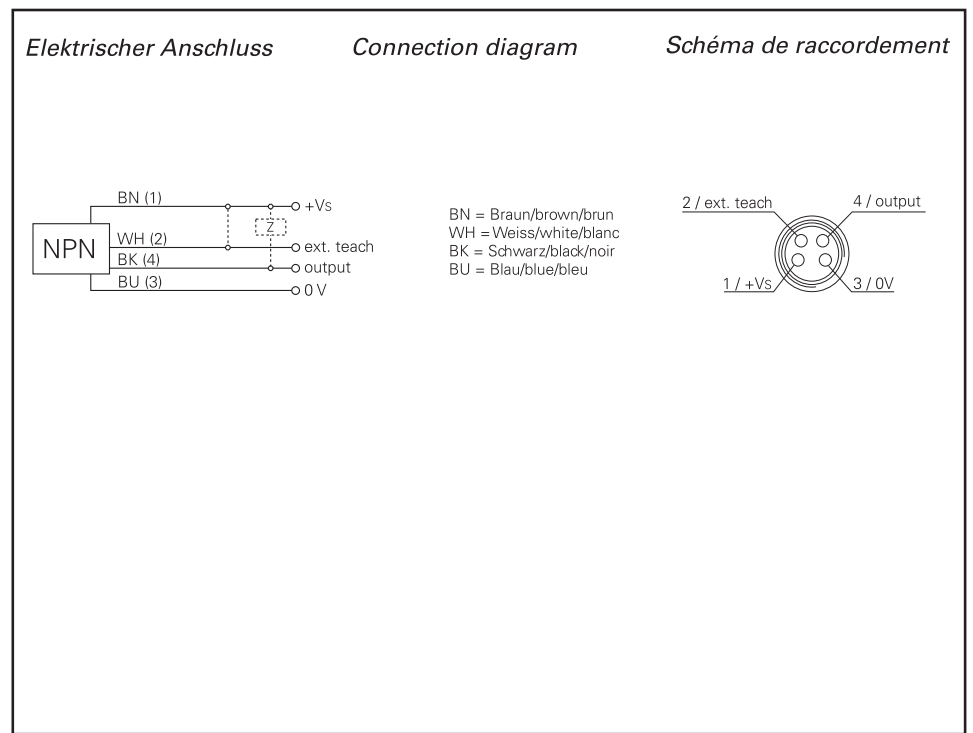 Elektrischer Anschluss
Connection diagram
Schéma de raccordement
BN (1)
+Vs
Z
NPN
WH (2)
ext. teach
BK (4)
output
BU (3)
0 V
BN = Braun/brown/brun
WH = Weiss/white/blanc
BK = Schwarz/black/noir
BU = Blau/blue/bleu
2 / ext. teach
4 / output
1 / +Vs
3 / 0V